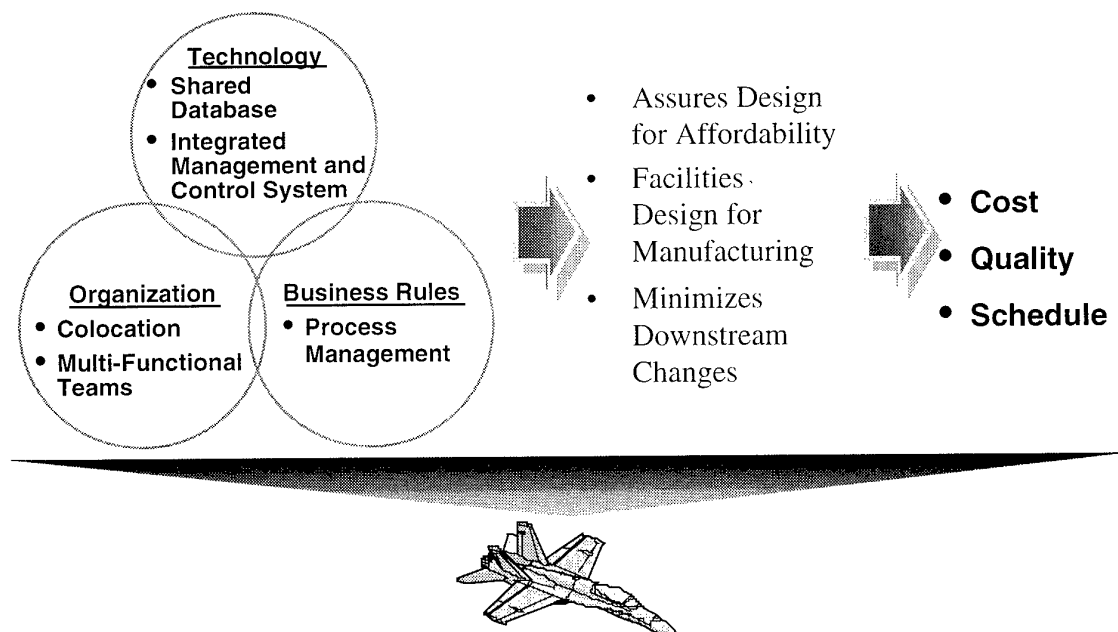 Technology
• Shared
Database
• Integrated
Management and
Control System
Organization
• Colocation
• Multi-Functional
Teams
Business Rules
• Process
Management
• Assures Design
for Affordability
• Facilities
Design for
Manufacturing
• Minimizes
Downstream
Changes
• Cost
• Quality
• Schedule